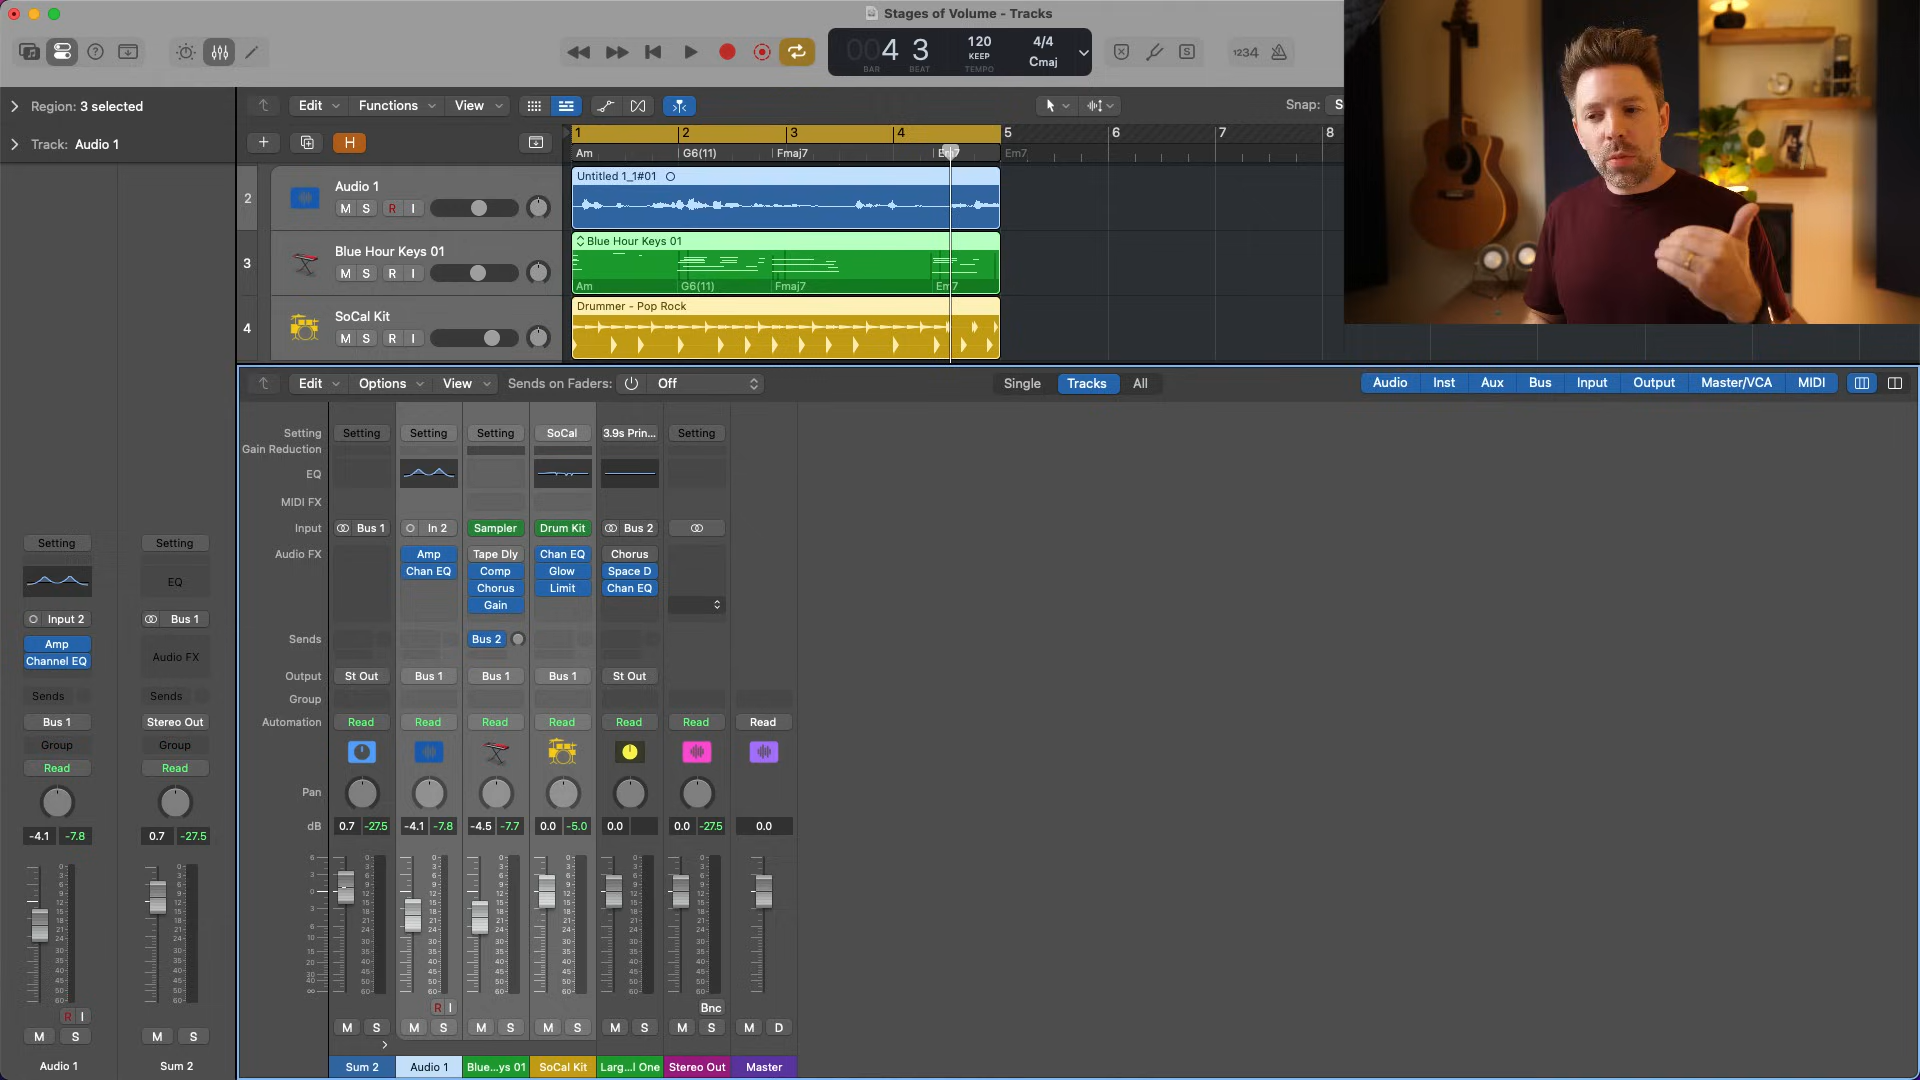 Stages of Volume - Tracks
004 3
BAR BEAT
120
KEEP
TEMPO
4/4
Cmaj
1234
Region: 3 selected
Track: Audio 1
Edit Functions View
Snap: S
H
1 2 3 4 5 6 7 8
Am G6(11) Fmaj7 Em7 Em7
2 Audio 1
M S R I
Untitled 1_1#01
3 Blue Hour Keys 01
M S R I
Blue Hour Keys 01
Am G6(11) Fmaj7 Em7
4 SoCal Kit
M S R I
Drummer - Pop Rock
Edit Options View Sends on Faders: Off
Single Tracks All
Audio Inst Aux Bus Input Output Master/VCA MIDI
Setting Setting Setting Setting SoCal 3.9s Prin... Setting
Gain Reduction
EQ
MIDI FX
Input Bus 1 In 2 Sampler Drum Kit Bus 2
Audio FX Amp Tape Dly Chan EQ Chorus
Chan EQ Comp Glow Space D
Chorus Limit Chan EQ
Gain
Sends Bus 2
Output St Out Bus 1 Bus 1 Bus 1 St Out
Group
Automation Read Read Read Read Read Read Read
Pan
dB 0.7 -27.5 -4.1 -7.8 -4.5 -7.7 0.0 -5.0 0.0 0.0 -27.5 0.0
R I
Bnc
M S M S M S M S M S M S M D
Sum 2 Audio 1 Blue...ys 01 SoCal Kit Larg...l One Stereo Out Master
Setting Setting
EQ
Input 2 Bus 1
Amp
Channel EQ
Audio FX
Sends Sends
Bus 1 Stereo Out
Group Group
Read Read
-4.1 -7.8 0.7 -27.5
R I
M S M S
Audio 1 Sum 2